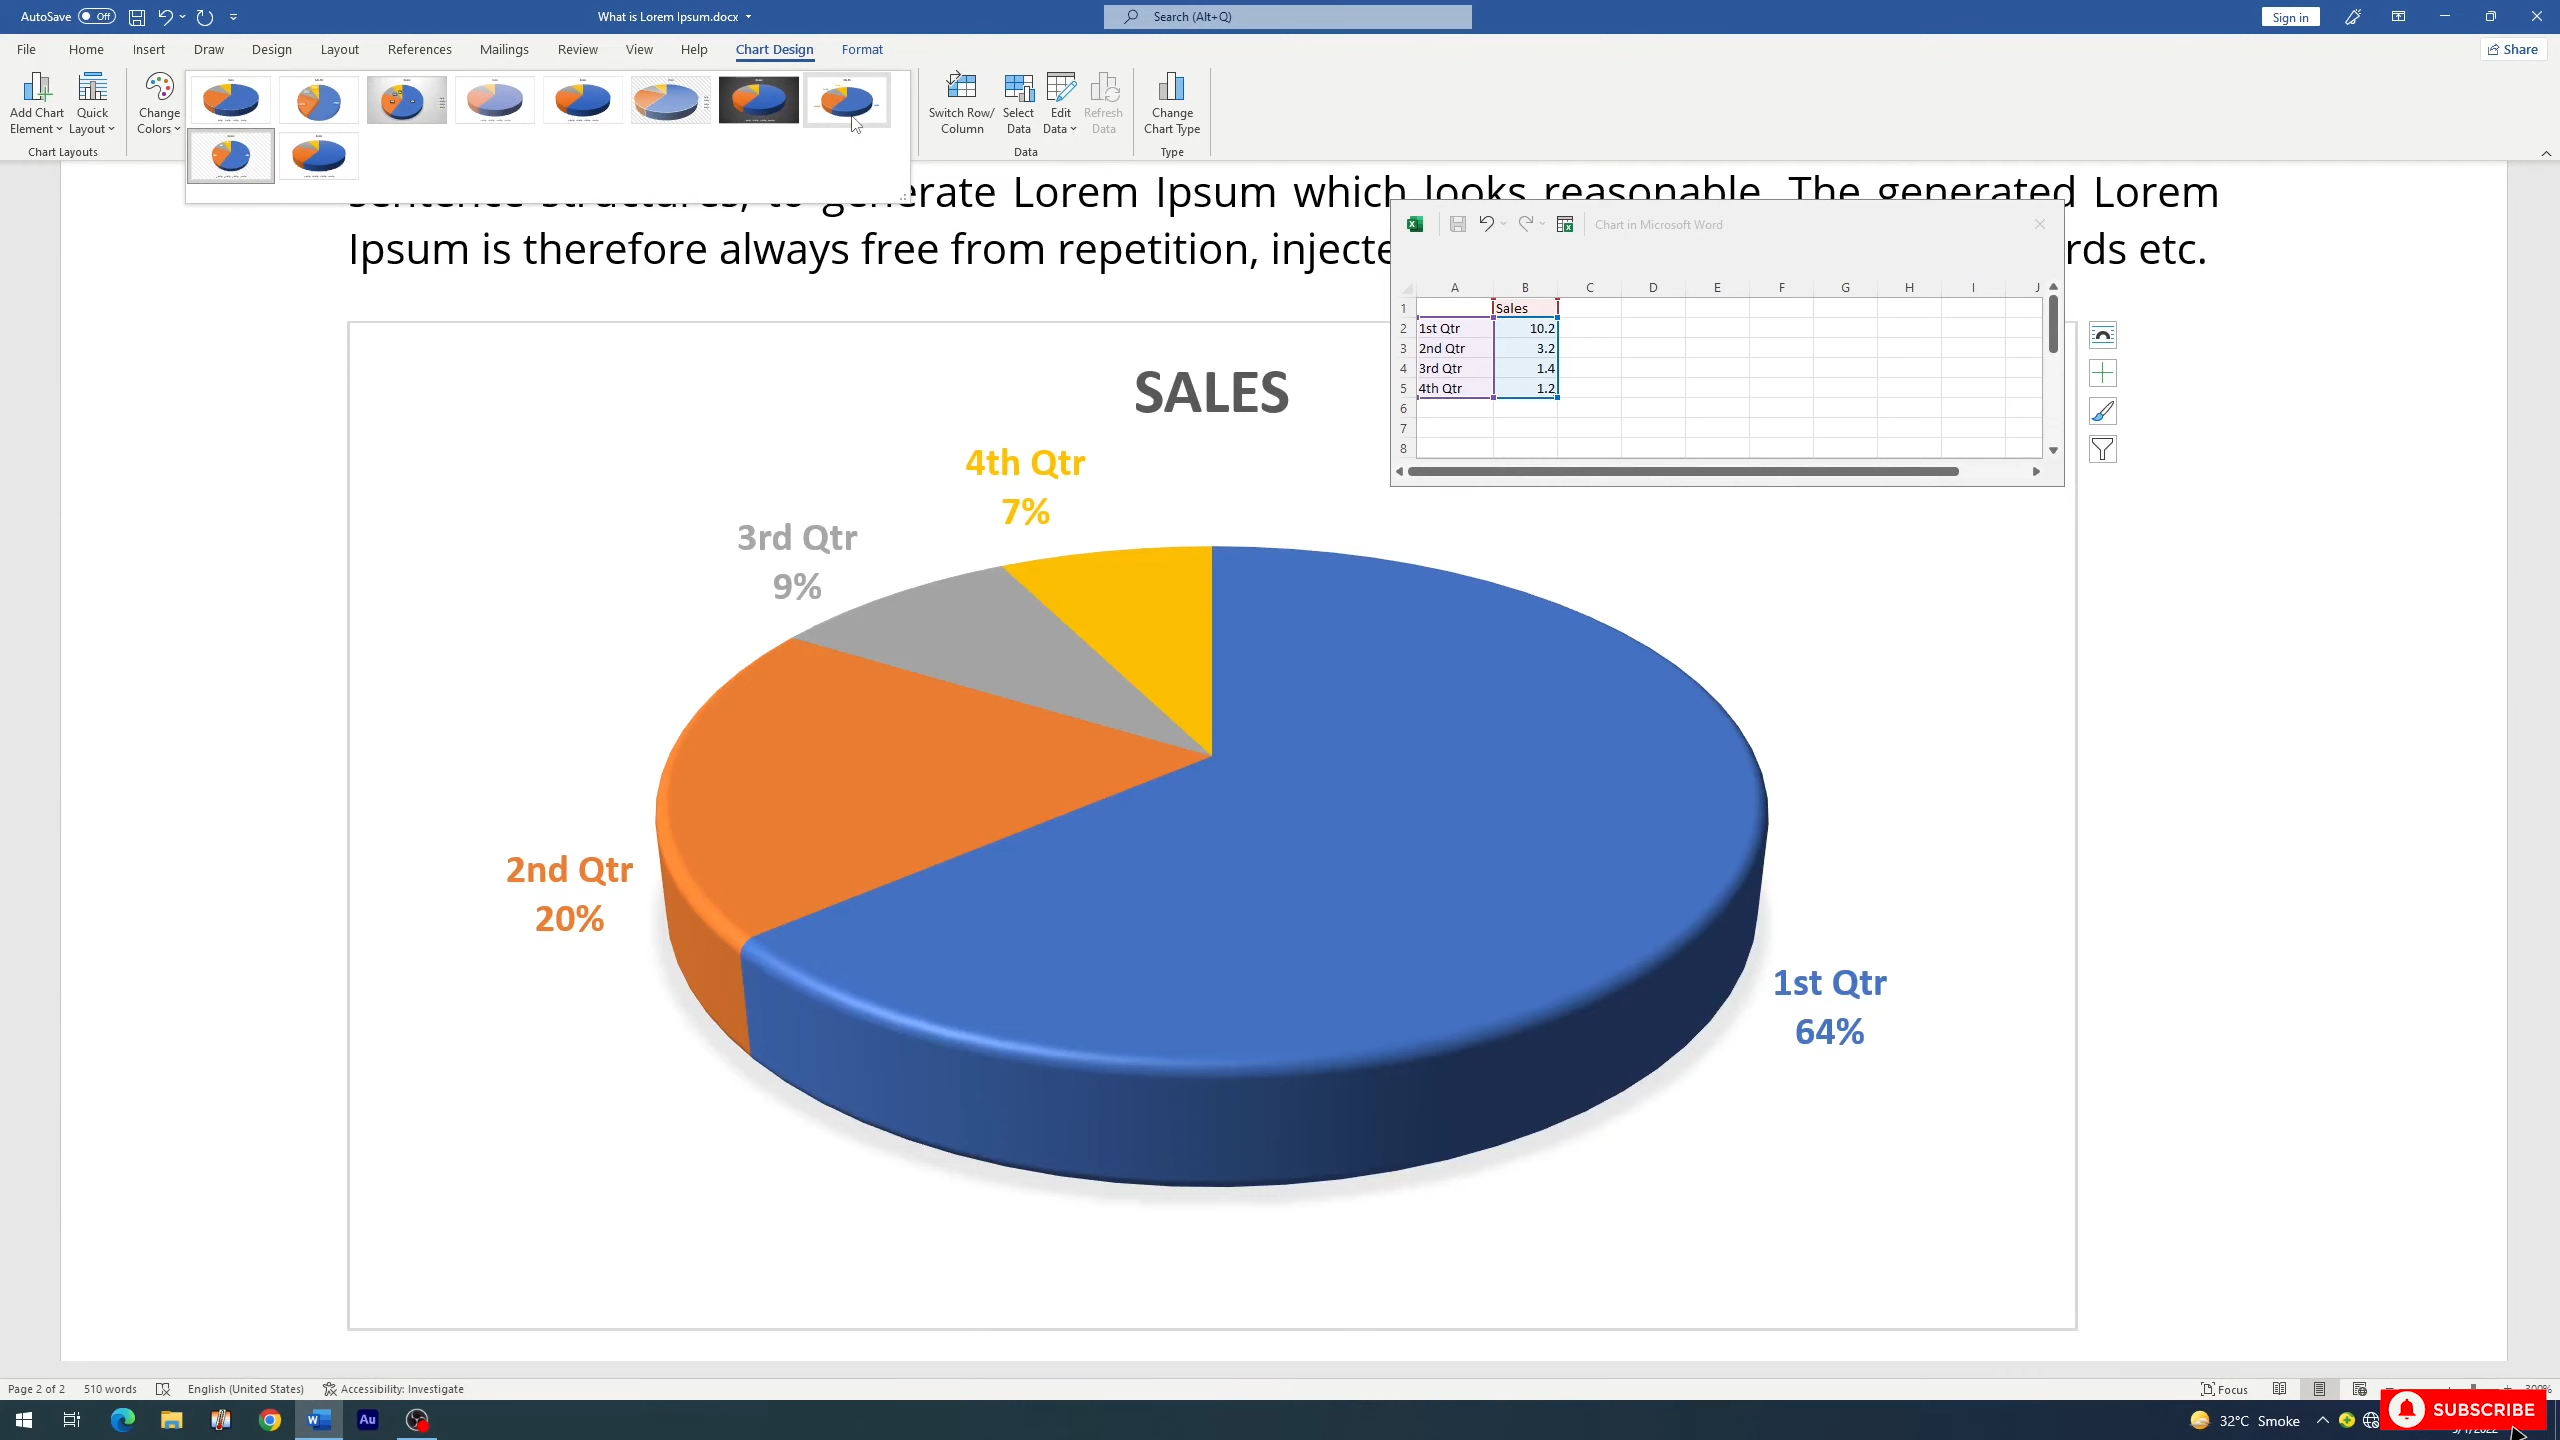 AutoSave Off
What is Lorem Ipsum.docx
Search (Alt+Q)
Sign in
File Home Insert Draw Design Layout References Mailings Review View Help Chart Design Format
Share
Add Chart Element
Quick Layout
Change Colors
Chart Layouts
Switch Row/ Column
Select Data
Edit Data
Refresh Data
Data
Change Chart Type
Type
sentence structures, to generate Lorem Ipsum which looks reasonable. The generated Lorem
Ipsum is therefore always free from repetition, injecte
rds etc.
Chart in Microsoft Word
A B C D E F G H I J
1 Sales
2 1st Qtr 10.2
3 2nd Qtr 3.2
4 3rd Qtr 1.4
5 4th Qtr 1.2
6
7
8
SALES
4th Qtr
7%
3rd Qtr
9%
2nd Qtr
20%
1st Qtr
64%
Page 2 of 2 510 words English (United States) Accessibility: Investigate
Focus
300%
Au
32°C Smoke
SUBSCRIBE